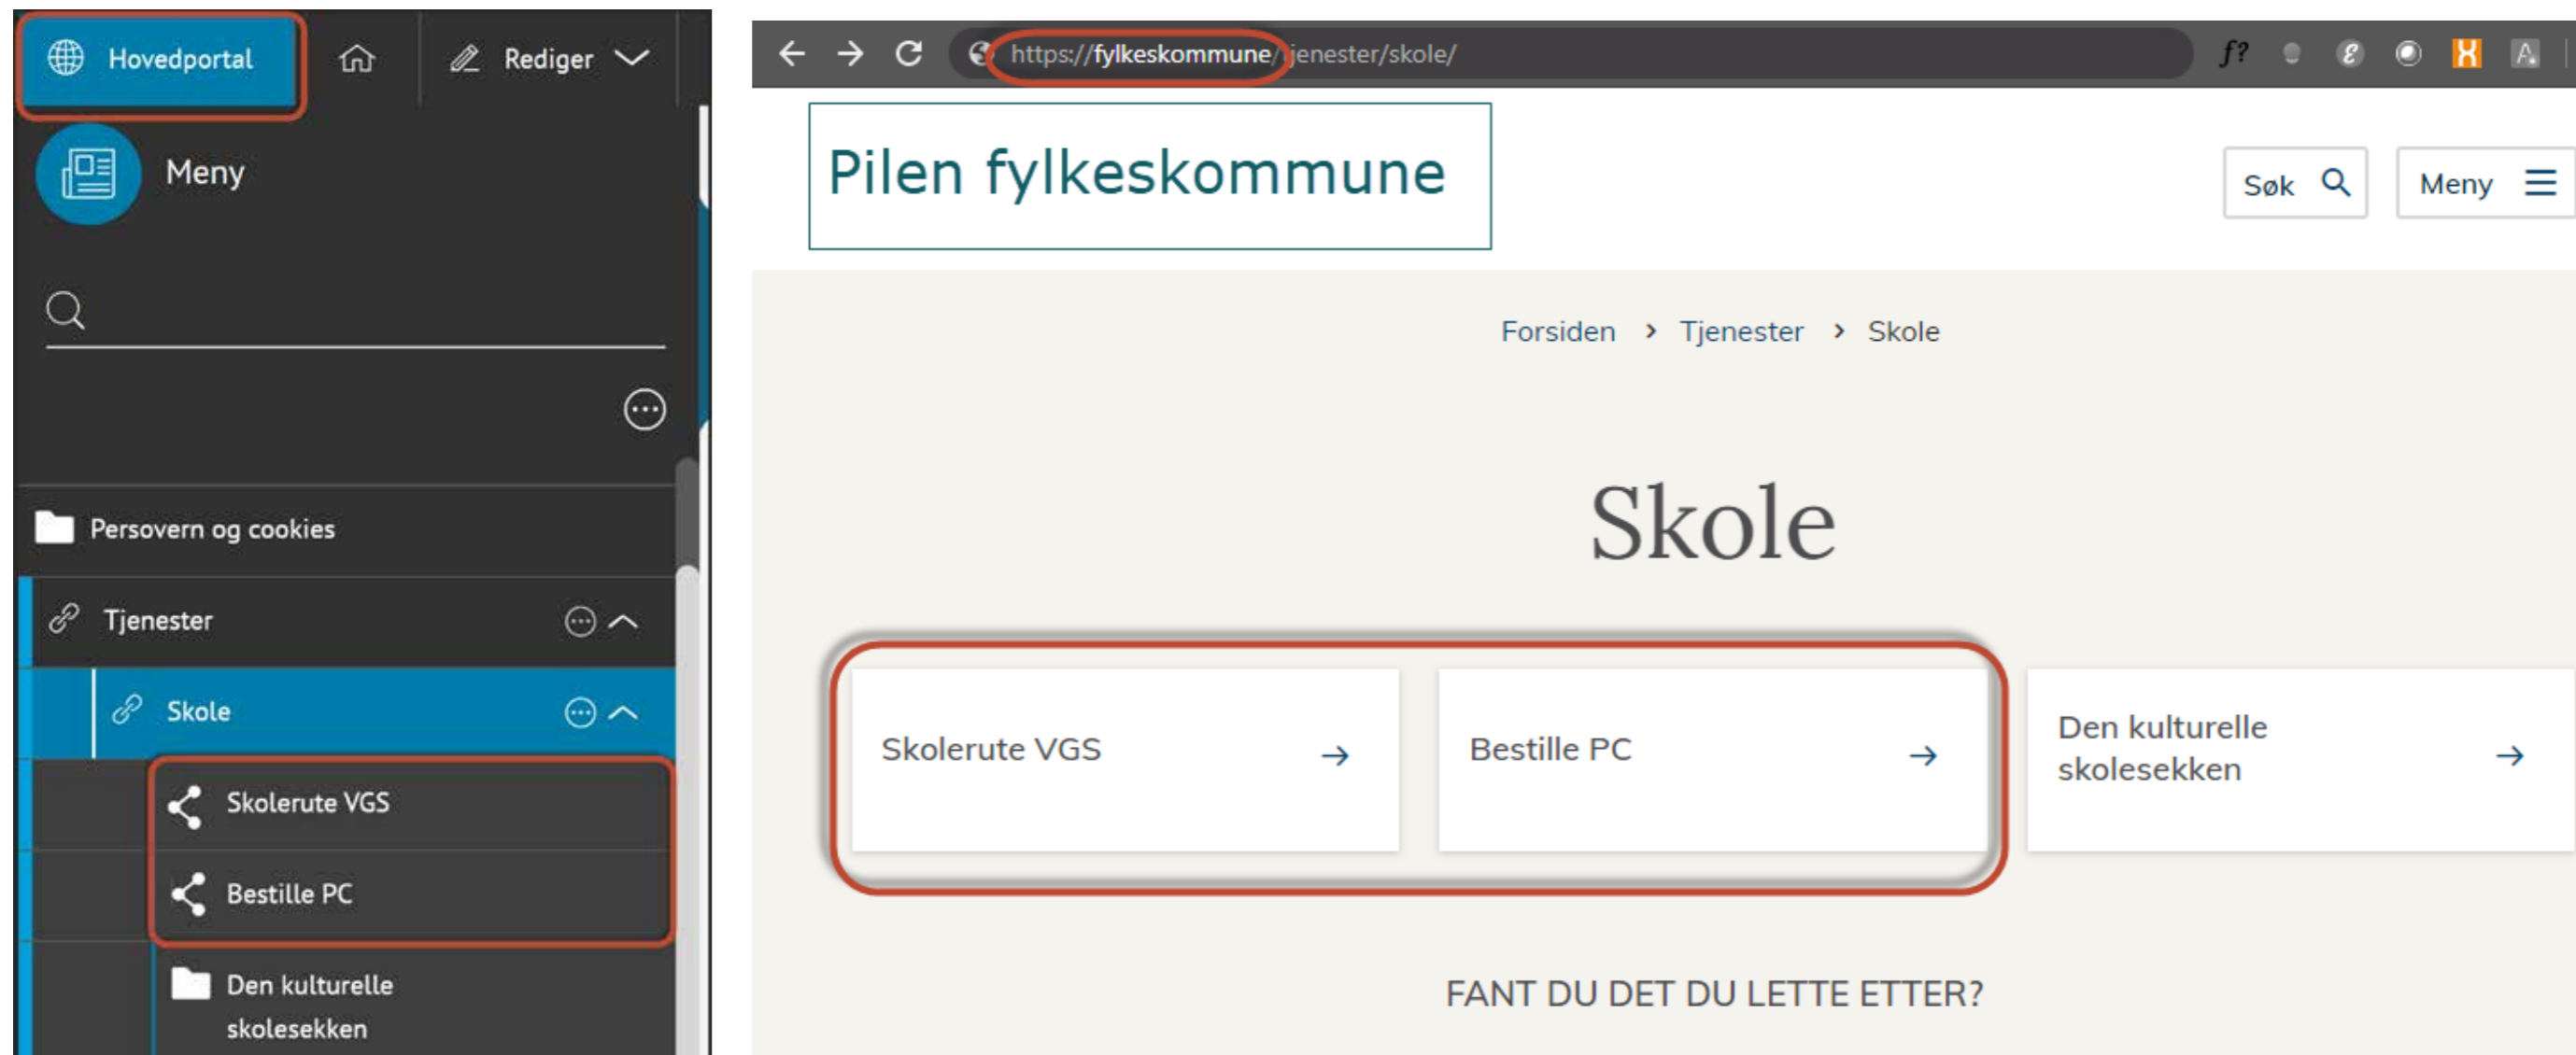 Hovedportal
Rediger
Meny
Persovern og cookies
Tjenester
Skole
Skolerute VGS
Bestille PC
Den kulturelle
skolesekken
https://fylkeskommune/tjenester/skole/
f?
Pilen fylkeskommune
Søk
Meny
Forsiden > Tjenester > Skole
Skole
Skolerute VGS
Bestille PC
Den kulturelle
skolesekken
FANT DU DET DU LETTE ETTER?